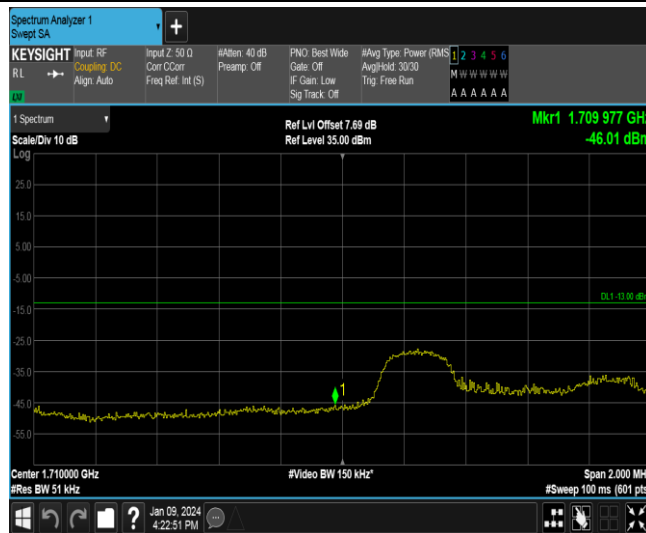 Spectrum Analyzer 1
Swept SA
+
KEYSIGHT
RL
Input: RF
Coupling: DC
Align: Auto
Input Z: 50 Ω
Corr CCorr
Freq Ref: Int (S)
#Atten: 40 dB
Preamp: Off
PNO: Best Wide
Gate: Off
IF Gain: Low
Sig Track: Off
#Avg Type: Power (RMS
Avg|Hold: 30/30
Trig: Free Run
1 2 3 4 5 6
M W W W W W
A A A A A A
1 Spectrum
Scale/Div 10 dB
Ref Lvl Offset 7.69 dB
Ref Level 35.00 dBm
Mkr1 1.709 977 GHz
-46.01 dBm
Log
25.0
15.0
5.00
-5.00
-15.0
-25.0
-35.0
-45.0
-55.0
DL1 -13.00 dBm
1
Center 1.710000 GHz
#Video BW 150 kHz*
Span 2.000 MH
#Res BW 51 kHz
#Sweep 100 ms (601 pts
Jan 09, 2024
4:22:51 PM
?